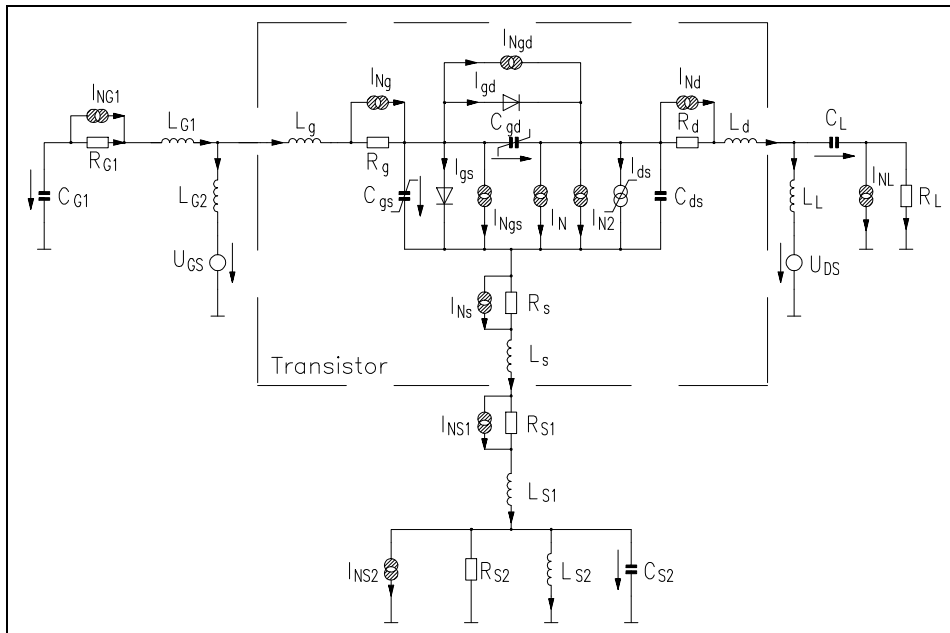 I_Ngd
I_NG1
I_Ng
I_gd
I_Nd
L_G1
L_g
C_gd
R_d
L_d
C_L
R_G1
R_g
I_gs
I_ds
C_G1
L_G2
C_gs
I_Ngs
I_N
I_N2
C_ds
L_L
I_NL
R_L
U_GS
U_DS
I_Ns
R_s
L_s
Transistor
I_NS1
R_S1
L_S1
I_NS2
R_S2
L_S2
C_S2